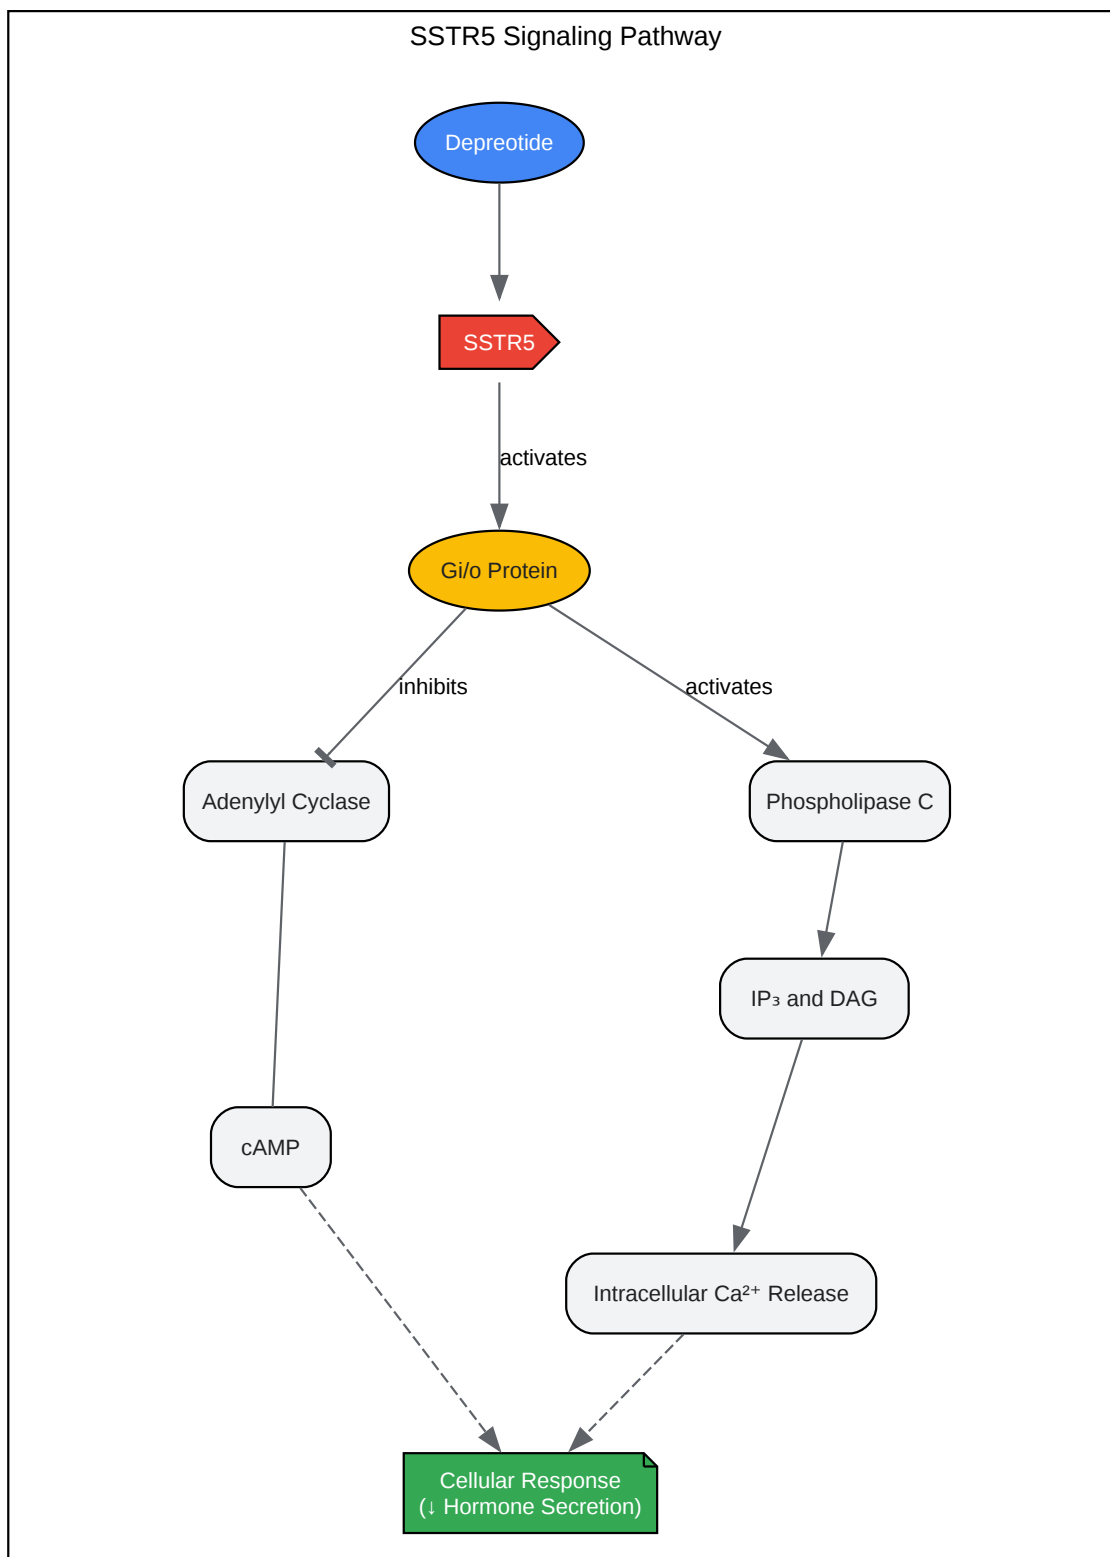 SSTR5 Signaling Pathway
Depreotide
SSTR5
activates
Gi/o Protein
inhibits
activates
Adenylyl Cyclase
Phospholipase C
IP₃ and DAG
cAMP
Intracellular Ca²⁺ Release
Cellular Response
(↓ Hormone Secretion)